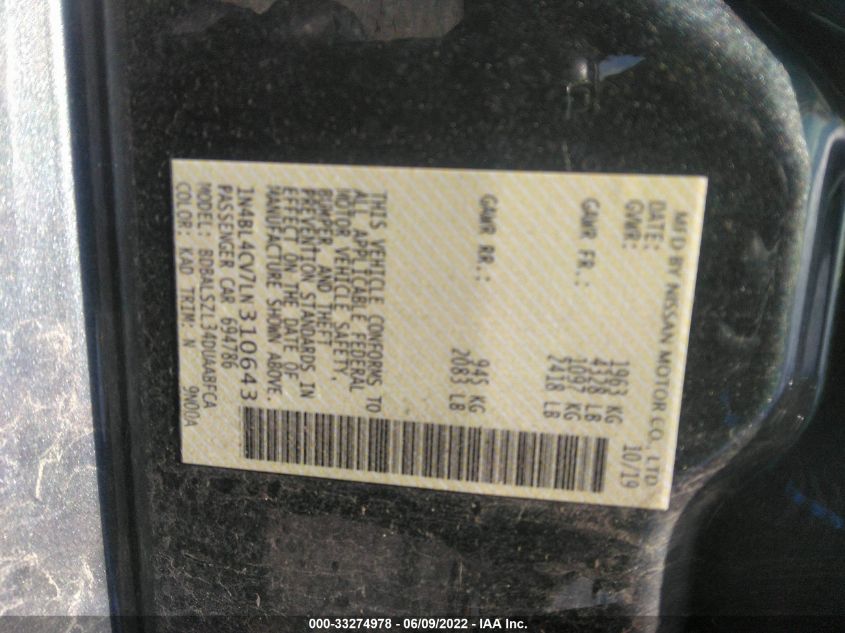 MFD BY NISSAN MOTOR CO., LTD.
DATE: 10/19
GVWR: 1963 KG
4328 LB
GAWR FR.: 1097 KG
2418 LB
GAWR RR.: 945 KG
2083 LB
THIS VEHICLE CONFORMS TO
ALL APPLICABLE FEDERAL
MOTOR VEHICLE SAFETY,
BUMPER, AND THEFT
PREVENTION STANDARDS IN
EFFECT ON THE DATE OF
MANUFACTURE SHOWN ABOVE.
1N4BL4CV7LN310643
PASSENGER CAR 694786
MODEL: BDBALSZL34DUAABFCA
COLOR: KAD TRIM: N 9N00A
000-33274978 - 06/09/2022 - IAA Inc.